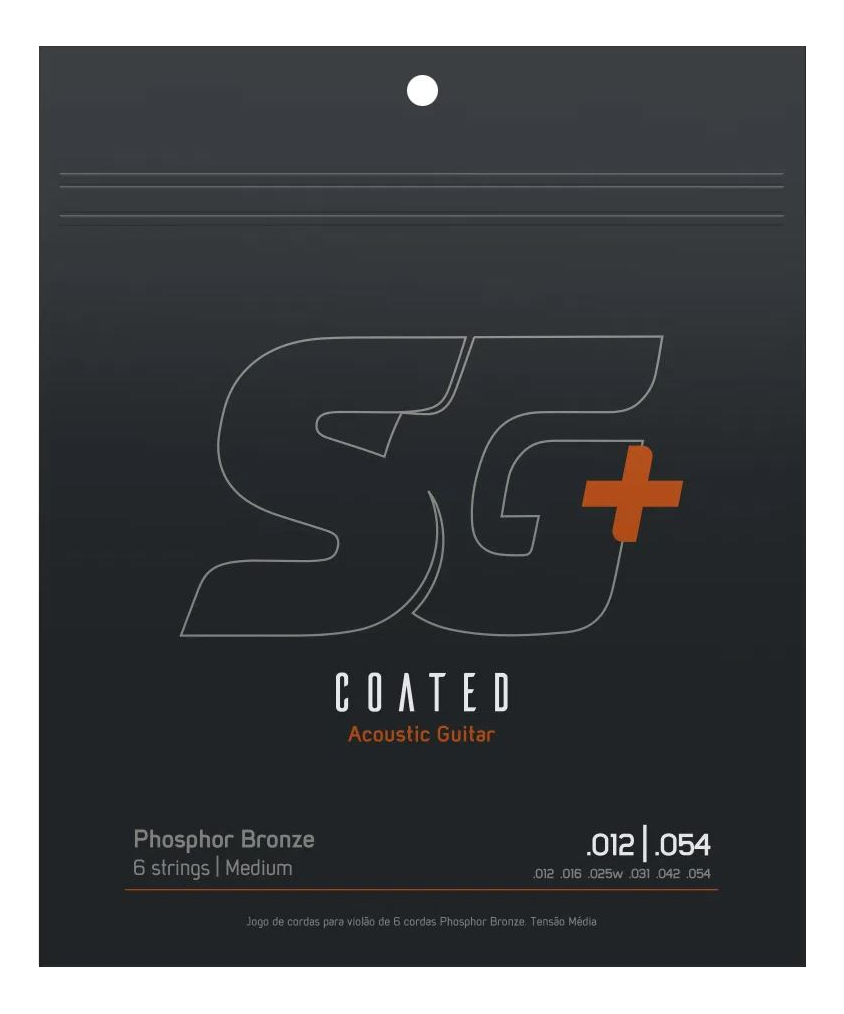 SG+
COATED
Acoustic Guitar
Phosphor Bronze
6 strings | Medium
.012 | .054
.012 .016 .025w .031 .042 .054
Jogo de cordas para violão de 6 cordas Phosphor Bronze. Tensão Média